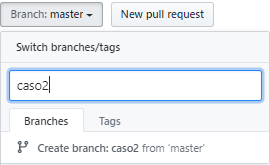 Branch: master New pull request
Switch branches/tags
caso2
Branches Tags
Create branch: caso2 from 'master'